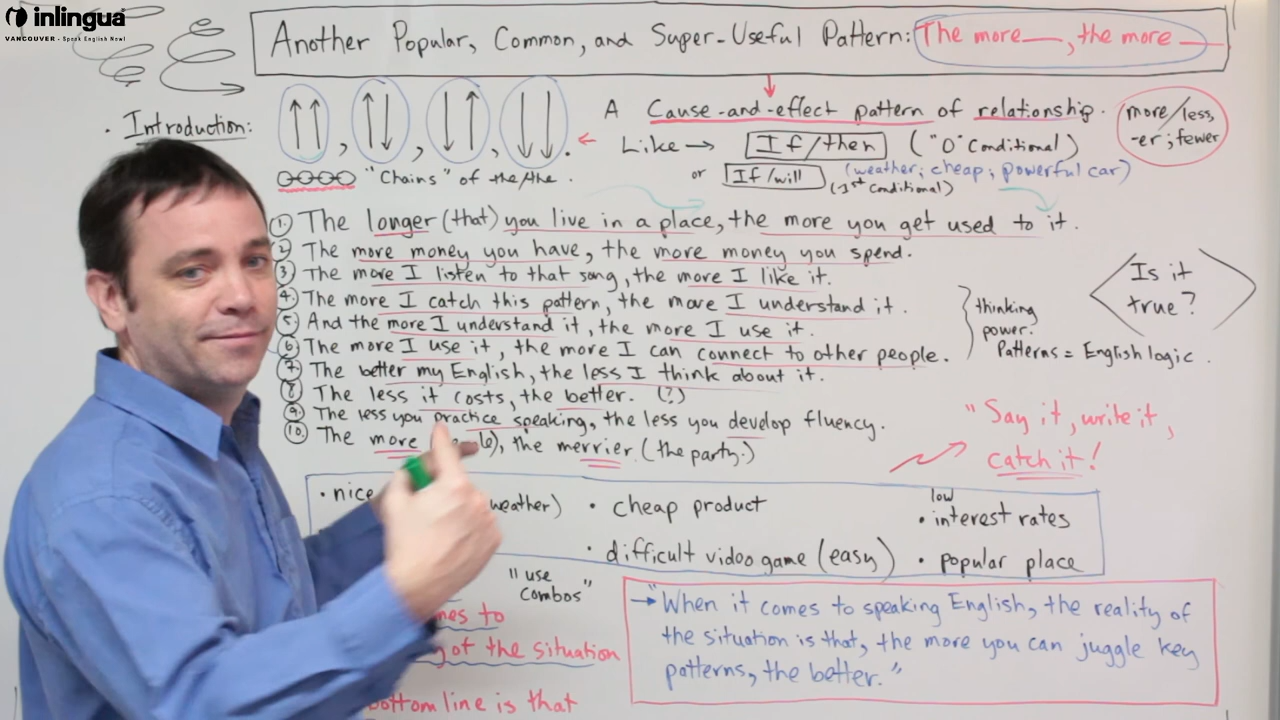 inlingua
VANCOUVER - Speak English Now!
Another Popular, Common, and Super-Useful Pattern: The more ___, the more ___
• Introduction:
A Cause-and-effect pattern of relationship.
more/less,
-er; fewer
Like → If/then ("0" Conditional)
"Chains" of the/the.
or If/will (weather; cheap; powerful car)
(1st Conditional)
1. The longer (that) you live in a place, the more you get used to it.
2. The more money you have, the more money you spend.
3. The more I listen to that song, the more I like it.
4. The more I catch this pattern, the more I understand it.
5. And the more I understand it, the more I use it.
6. The more I use it, the more I can connect to other people.
7. The better my English, the less I think about it.
8. The less it costs, the better. (?)
9. The less you practice speaking, the less you develop fluency.
10. The more le), the merrier. (the party.)
thinking
power.
Patterns = English logic.
Is it
true?
"Say it, write it,
catch it!
• nice weather)
• cheap product
low
• interest rates
• difficult video game (easy)
• popular place
"use
combos"
mes to
y of the situation
bottom line is that
→ "When it comes to speaking English, the reality of
the situation is that, the more you can juggle key
patterns, the better."